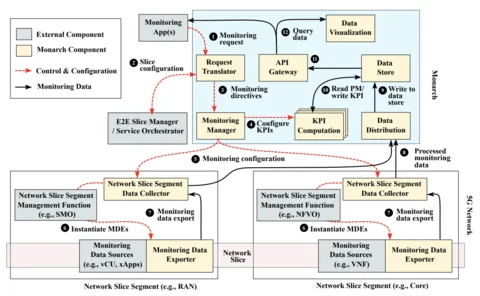 External Component
Monarch Component
Control & Configuration
Monitoring Data
Monitoring
App(s)
1 Monitoring
request
2 Slice
configuration
Request
Translator
3 Monitoring
directives
E2E Slice Manager
/ Service Orchestrator
Monitoring
Manager
4 Configure
KPIs
12 Query
data
Data
Visualization
API
Gateway
11
Data
Store
10 Read PM/
write KPI
9 Write to
data
store
KPI
Computation
Data
Distribution
Monarch
5 Monitoring configuration
8 Processed
monitoring
data
Network Slice Segment
Data Collector
Network Slice Segment
Management Function
(e.g., SMO)
7 Monitoring
data export
6 Instantiate MDEs
Monitoring
Data Sources
(e.g., vCU, xApps)
Monitoring Data
Exporter
Network Slice Segment (e.g., RAN)
Network
Slice
Network Slice Segment
Data Collector
Network Slice Segment
Management Function
(e.g., NFVO)
7 Monitoring
data export
6 Instantiate MDEs
Monitoring
Data Sources
(e.g., VNF)
Monitoring Data
Exporter
Network Slice Segment (e.g., Core)
5G Network